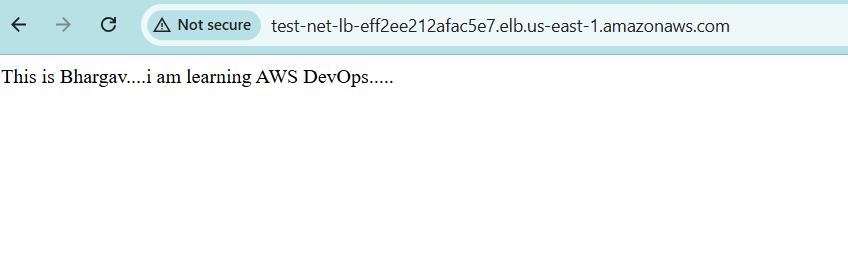 Not secure test-net-lb-eff2ee212afac5e7.elb.us-east-1.amazonaws.com
This is Bhargav....i am learning AWS DevOps.....